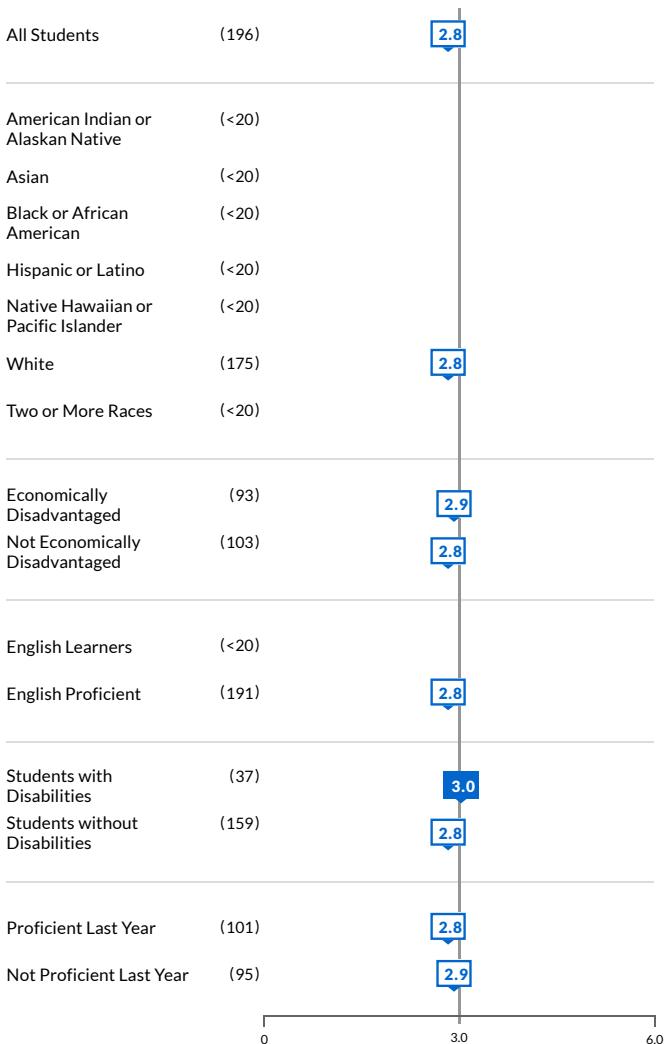 All Students (196) 2.8
American Indian or (<20)
Alaskan Native
Asian (<20)
Black or African (<20)
American
Hispanic or Latino (<20)
Native Hawaiian or (<20)
Pacific Islander
White (175) 2.8
Two or More Races (<20)
Economically (93) 2.9
Disadvantaged
Not Economically (103) 2.8
Disadvantaged
English Learners (<20)
English Proficient (191) 2.8
Students with (37) 3.0
Disabilities
Students without (159) 2.8
Disabilities
Proficient Last Year (101) 2.8
Not Proficient Last Year (95) 2.9
0 3.0 6.0